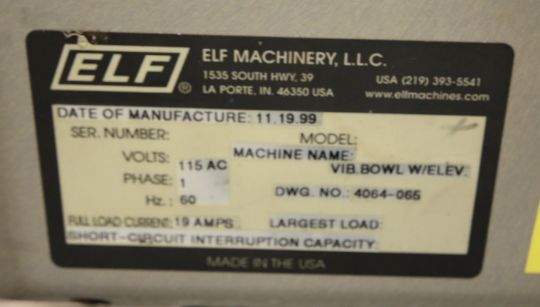 ELF ®
ELF MACHINERY, L.L.C.
1535 SOUTH HWY. 39
LA PORTE, IN. 46350 USA
USA (219) 393-5541
www.elfmachines.com
DATE OF MANUFACTURE: 11.19.99
SER. NUMBER: MODEL:
VOLTS: 115 AC MACHINE NAME:
VIB.BOWL W/ELEV.
PHASE: 1
Hz.: 60 DWG. NO.: 4064-065
FULL LOAD CURRENT: 19 AMPS LARGEST LOAD:
SHORT-CIRCUIT INTERRUPTION CAPACITY:
MADE IN THE USA